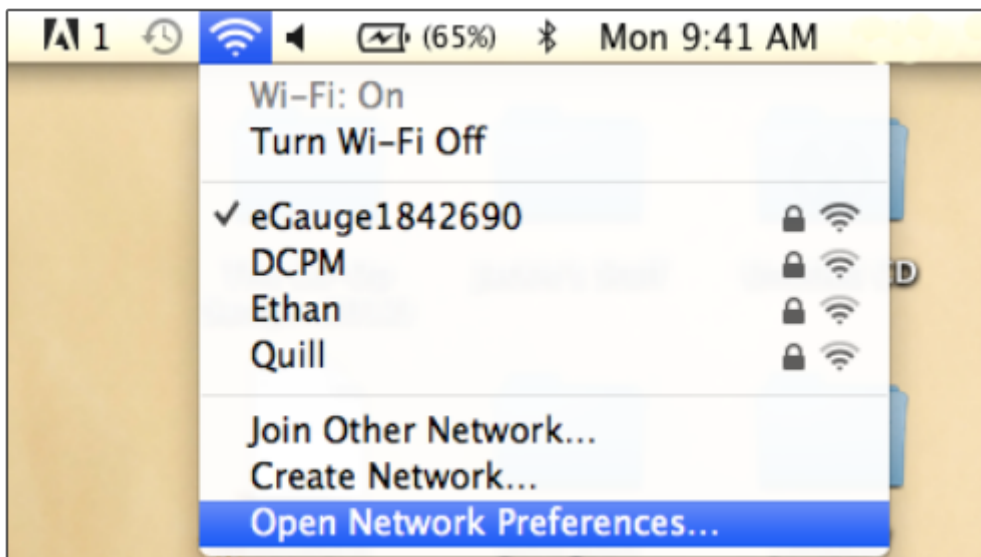 1 (65%) Mon 9:41 AM
Wi-Fi: On
Turn Wi-Fi Off
eGauge1842690
DCPM
Ethan
Quill
Join Other Network...
Create Network...
Open Network Preferences...
D